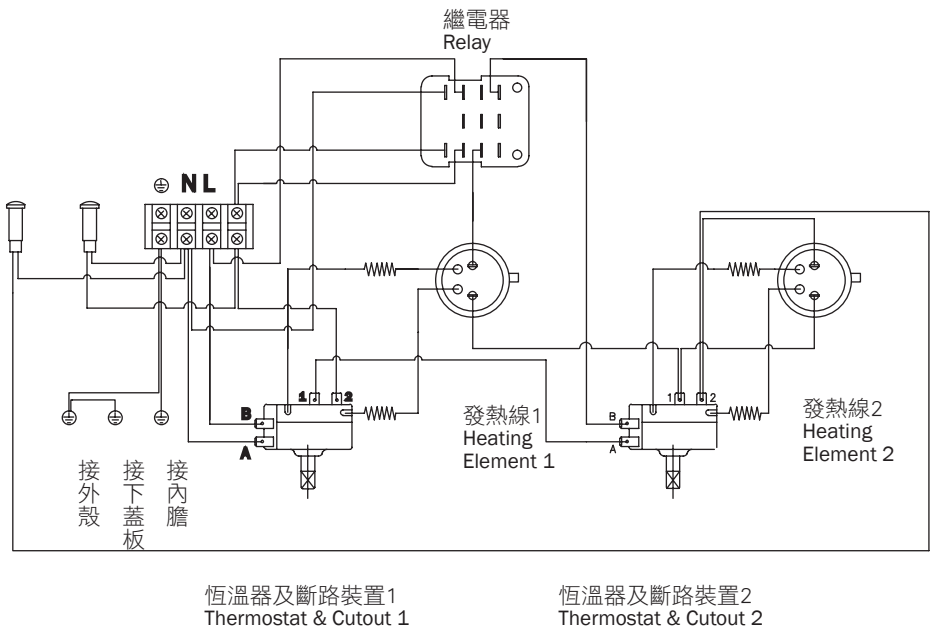 繼電器
Relay
N L
1 2
B
A
1 2
B
A
發熱線1
Heating
Element 1
發熱線2
Heating
Element 2
接外殼
接下蓋板
接內膽
恆溫器及斷路裝置1
Thermostat & Cutout 1
恆溫器及斷路裝置2
Thermostat & Cutout 2